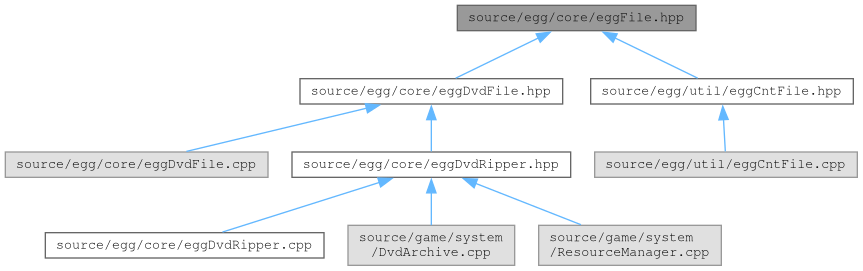 source/egg/core/eggFile.hpp
source/egg/core/eggDvdFile.hpp
source/egg/util/eggCntFile.hpp
source/egg/core/eggDvdFile.cpp
source/egg/core/eggDvdRipper.hpp
source/egg/util/eggCntFile.cpp
source/egg/core/eggDvdRipper.cpp
source/game/system
/DvdArchive.cpp
source/game/system
/ResourceManager.cpp